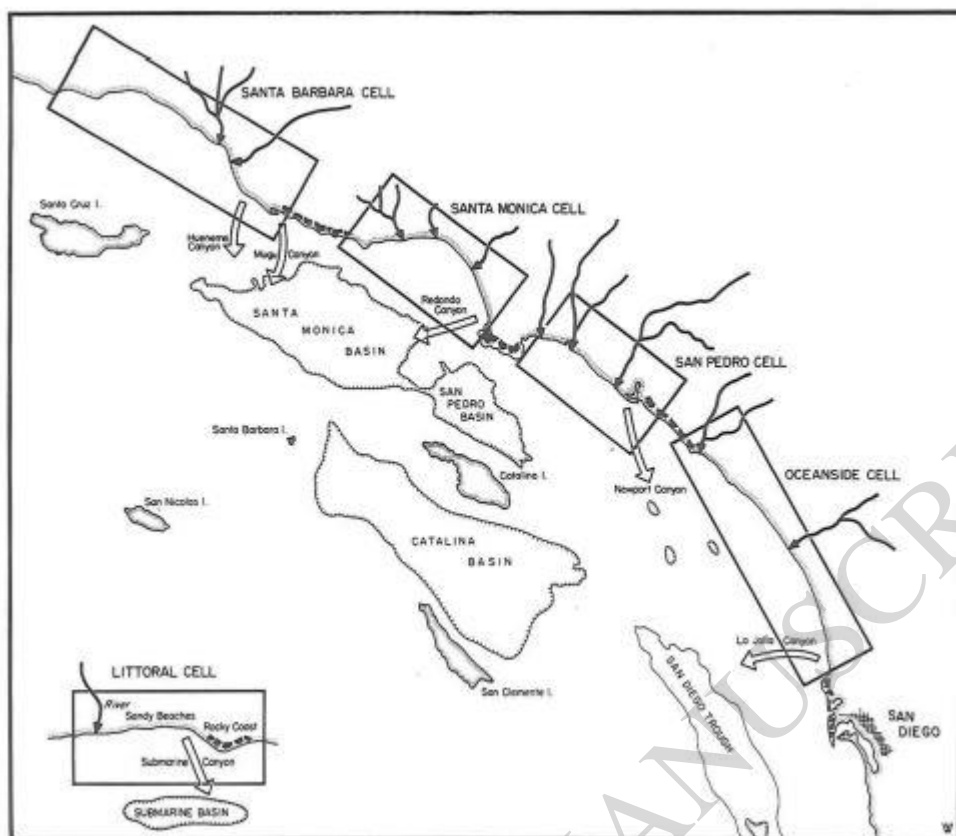 SANTA BARBARA CELL
Santa Cruz I.
SANTA MONICA CELL
Hueneme
Canyon
Mugu Canyon
Redondo
Canyon
SANTA
MONICA
BASIN
SAN PEDRO CELL
SAN
PEDRO
BASIN
Santa Barbara I.
Catalina I.
OCEANSIDE CELL
Newport Canyon
San Nicolas I.
CATALINA
BASIN
La Jolla Canyon
LITTORAL CELL
San Clemente I.
SAN DIEGO TROUGH
River
Sandy Beaches
Rocky Coast
SAN
DIEGO
Submarine Canyon
SUBMARINE BASIN
MANUSCRI